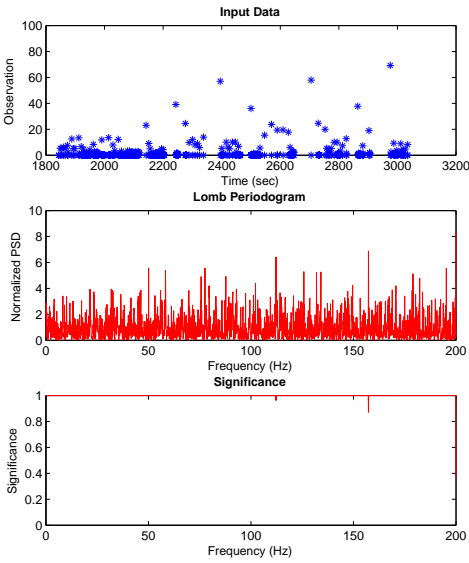 Input Data
100
80
60
40
20
0
Observation
1800 2000 2200 2400 2600 2800 3000 3200
Time (sec)
Lomb Periodogram
10
8
6
4
2
0
Normalized PSD
0 50 100 150 200
Frequency (Hz)
Significance
1
0.8
0.6
0.4
0.2
0
Significance
0 50 100 150 200
Frequency (Hz)